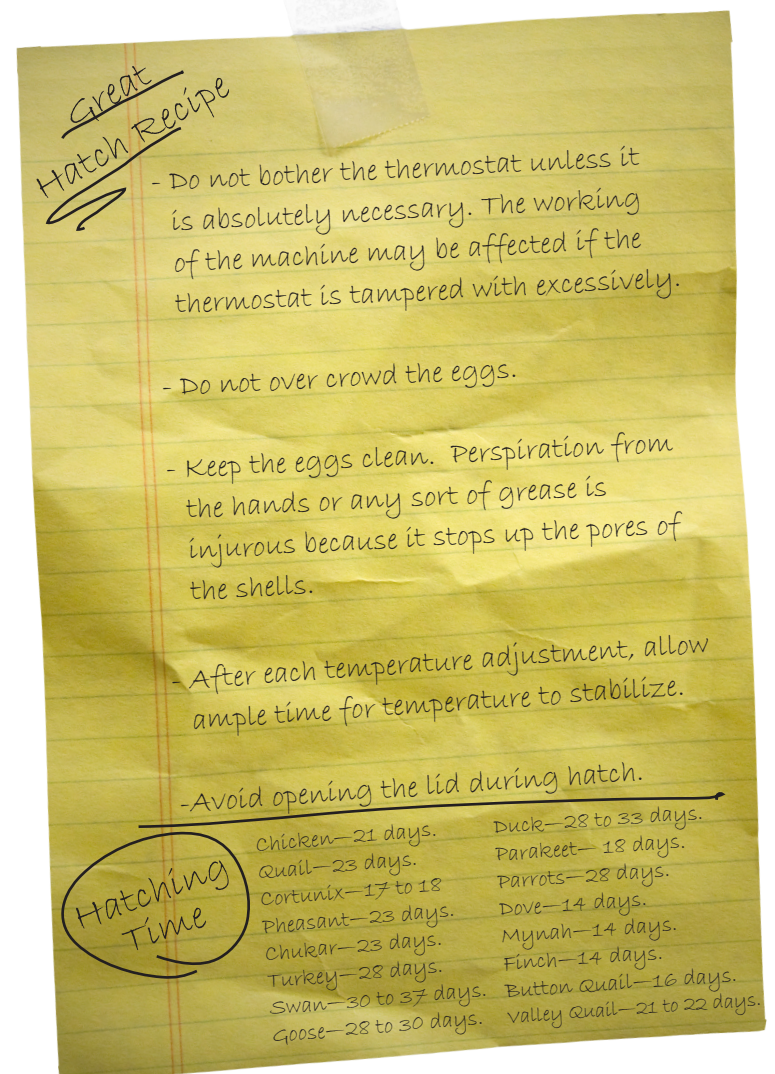 Great
Hatch Recipe
- Do not bother the thermostat unless it
is absolutely necessary. The working
of the machine may be affected if the
thermostat is tampered with excessively.
- Do not over crowd the eggs.
- Keep the eggs clean. Perspiration from
the hands or any sort of grease is
injurous because it stops up the pores of
the shells.
- After each temperature adjustment, allow
ample time for temperature to stabilize.
-Avoid opening the lid during hatch.
Hatching
Time
Chicken—21 days.
Quail—23 days.
Cortunix—17 to 18
Pheasant—23 days.
Chukar—23 days.
Turkey—28 days.
Swan—30 to 37 days.
Goose—28 to 30 days.
Duck—28 to 33 days.
Parakeet— 18 days.
Parrots—28 days.
Dove—14 days.
Mynah—14 days.
Finch—14 days.
Button Quail—16 days.
Valley Quail—21 to 22 days.